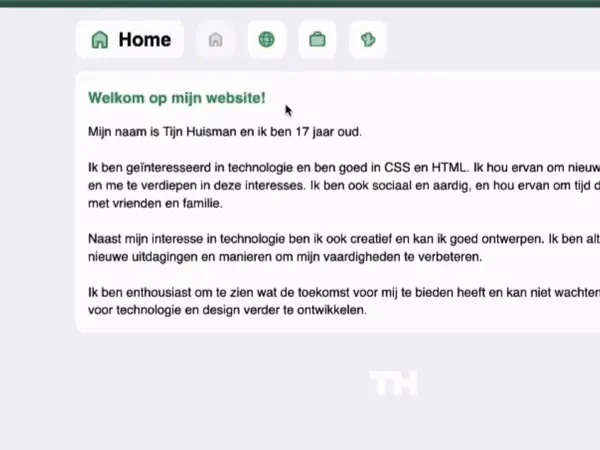 Home
Welkom op mijn website!
Mijn naam is Tijn Huisman en ik ben 17 jaar oud.
Ik ben geïnteresseerd in technologie en ben goed in CSS en HTML. Ik hou ervan om nieuw
en me te verdiepen in deze interesses. Ik ben ook sociaal en aardig, en hou ervan om tijd d
met vrienden en familie.
Naast mijn interesse in technologie ben ik ook creatief en kan ik goed ontwerpen. Ik ben alt
nieuwe uitdagingen en manieren om mijn vaardigheden te verbeteren.
Ik ben enthousiast om te zien wat de toekomst voor mij te bieden heeft en kan niet wachten
voor technologie en design verder te ontwikkelen.
TH